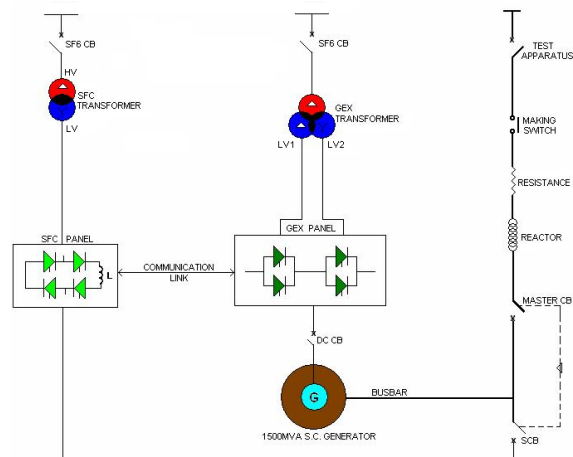 SF6 CB
SF6 CB
TEST
APPARATUS
HV
SFC
TRANSFORMER
LV
GEX
TRANSFORMER
LV1
LV2
MAKING
SWITCH
RESISTANCE
REACTOR
SFC PANEL
GEX PANEL
L
COMMUNICATION
LINK
MASTER CB
DC CB
G
BUSBAR
1500MVA S.C. GENERATOR
SCB